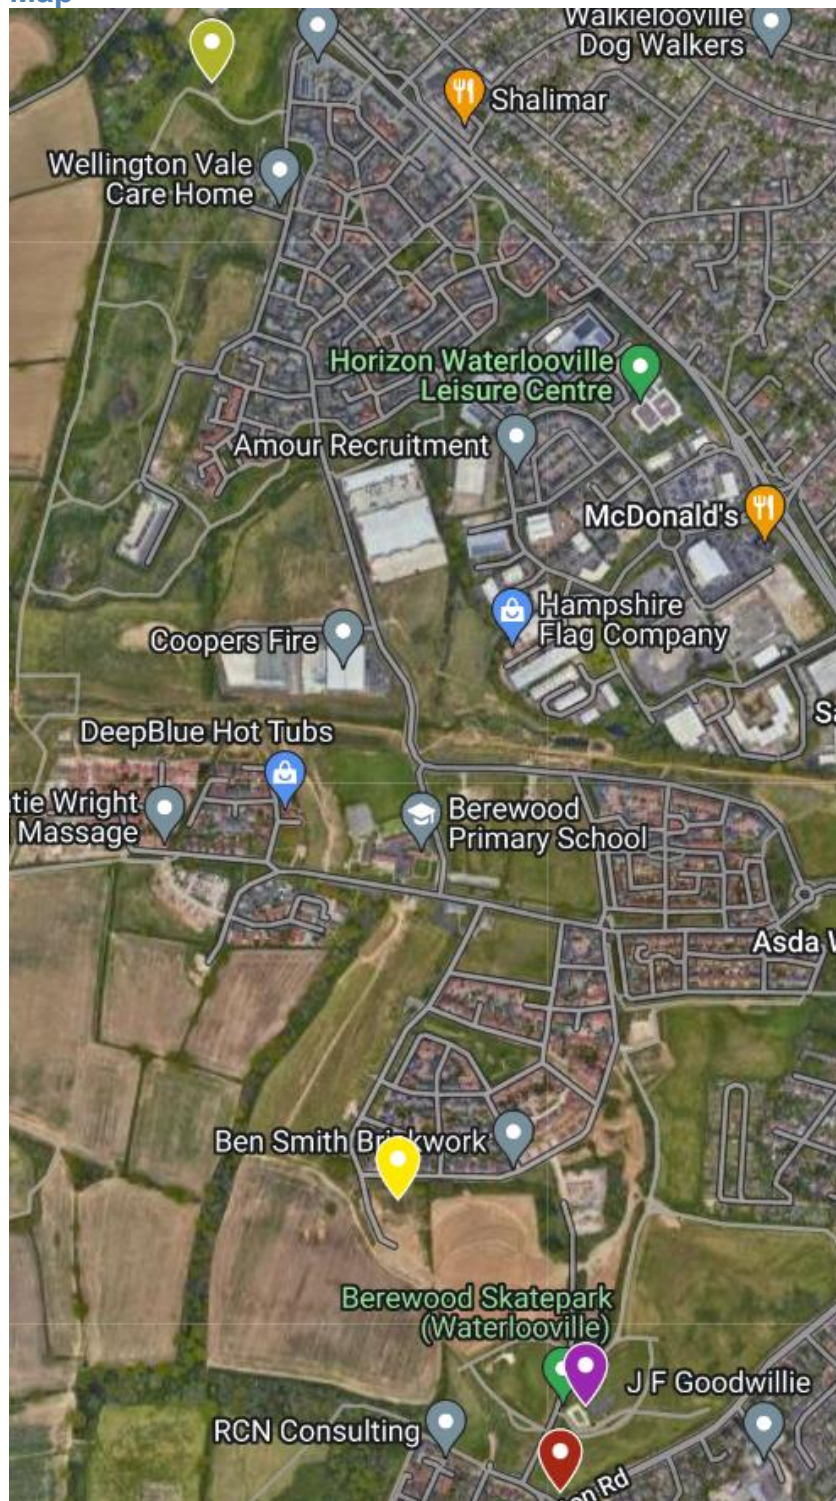 Map
Walkielooville
Dog Walkers
Shalimar
Wellington Vale
Care Home
Horizon Waterlooville
Leisure Centre
Amour Recruitment
McDonald's
Hampshire
Flag Company
Coopers Fire
DeepBlue Hot Tubs
tie Wright
Massage
Berewood
Primary School
Asda
Ben Smith Brickwork
Berewood Skatepark
(Waterlooville)
J F Goodwillie
RCN Consulting
Rd